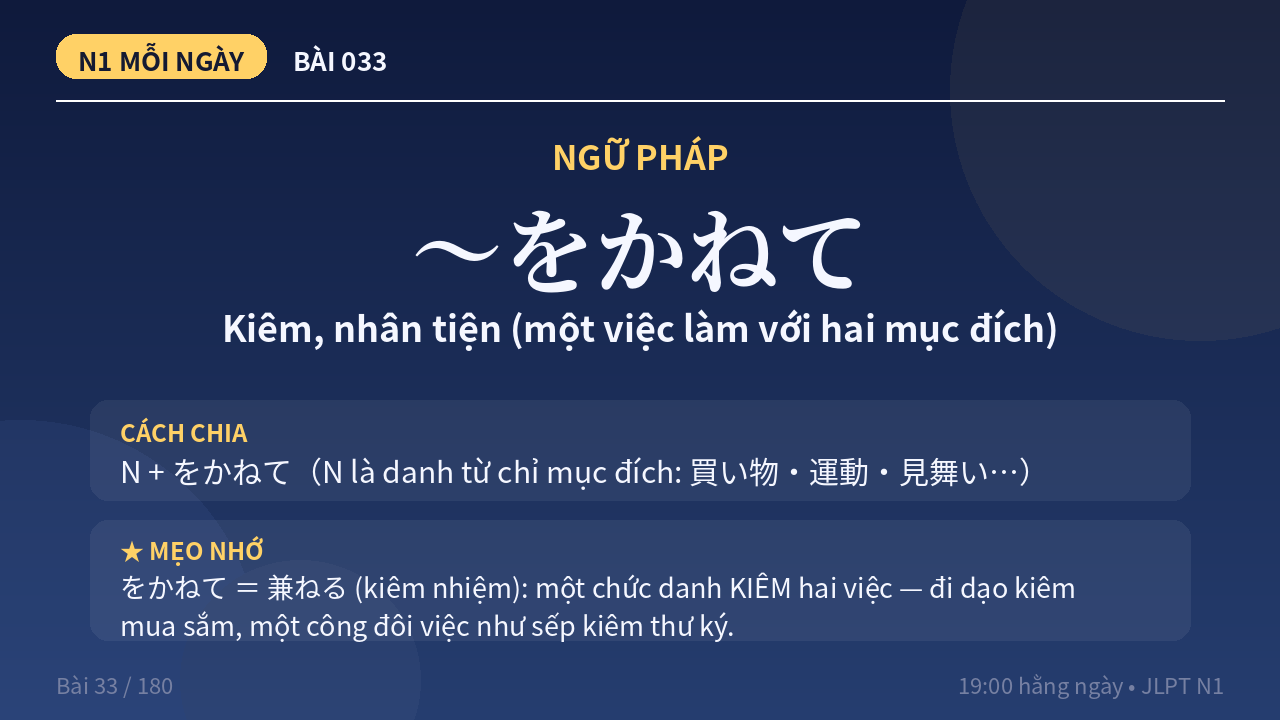 N1 MỖI NGÀY
BÀI 033
NGỮ PHÁP
～をかねて
Kiêm, nhân tiện (một việc làm với hai mục đích)
CÁCH CHIA
N + をかねて（N là danh từ chỉ mục đích: 買い物・運動・見舞い…）
★ MẸO NHỚ
をかねて ＝ 兼ねる (kiêm nhiệm): một chức danh KIÊM hai việc — đi dạo kiêm
mua sắm, một công đôi việc như sếp kiêm thư ký.
Bài 33 / 180
19:00 hằng ngày • JLPT N1